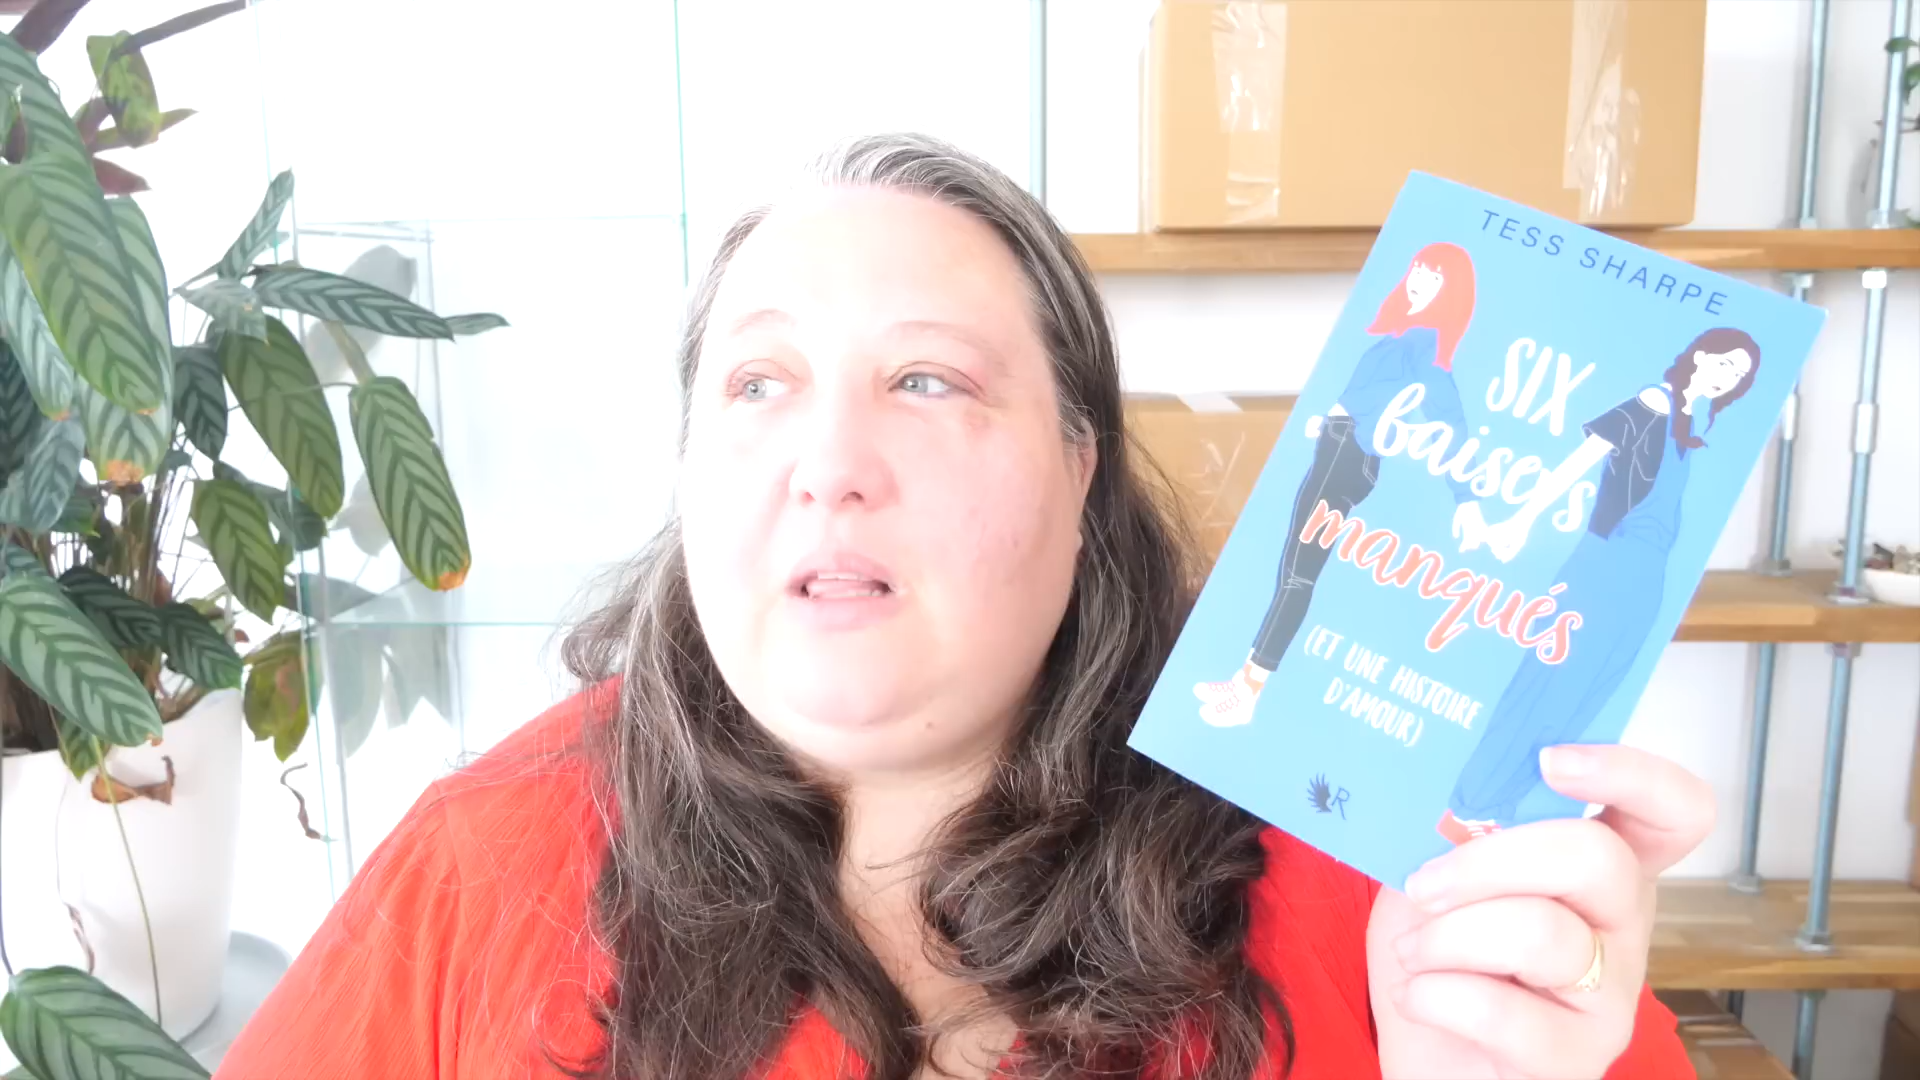 TESS SHARPE
SIX
baisers
manqués
(ET UNE HISTOIRE
D'AMOUR)
R